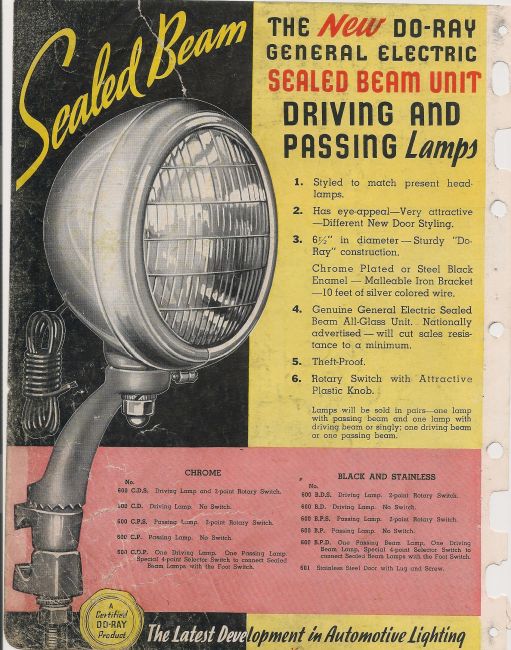 Sealed Beam
THE New DO-RAY
GENERAL ELECTRIC
SEALED BEAM UNIT
DRIVING AND
PASSING Lamps
1. Styled to match present head-
lamps.
2. Has eye-appeal—Very attractive
—Different New Door Styling.
3. 6½" in diameter—Sturdy "Do-
Ray" construction.
Chrome Plated or Steel Black
Enamel — Malleable Iron Bracket
—10 feet of silver colored wire.
4. Genuine General Electric Sealed
Beam All-Glass Unit. Nationally
advertised — will cut sales resis-
tance to a minimum.
5. Theft-Proof.
6. Rotary Switch with Attractive
Plastic Knob.
Lamps will be sold in pairs—one lamp
with passing beam and one lamp with
driving beam or singly; one driving beam
or one passing beam.
CHROME
No.
600 C.D.S. Driving Lamp and 2-point Rotary Switch.
600 C.D. Driving Lamp. No Switch.
600 C.P.S. Passing Lamp. 2-point Rotary Switch.
600 C.P. Passing Lamp. No Switch.
600 C.D.P. One Driving Lamp. One Passing Lamp.
Special 4-point Selector Switch to connect Sealed
Beam Lamps with the Foot Switch.
BLACK AND STAINLESS
No.
600 B.D.S. Driving Lamp. 2-point Rotary Switch.
600 B.D. Driving Lamp. No Switch.
600 B.P.S. Passing Lamp. 2-point Rotary Switch.
600 B.P. Passing Lamp. No Switch.
600 B.P.D. One Passing Beam Lamp, One Driving
Beam Lamp, Special 4-point Selector Switch to
connect Sealed Beam Lamps with the Foot Switch.
601 Stainless Steel Door with Lug and Screw.
A
Certified
DO-RAY
Product
The Latest Development in Automotive Lighting